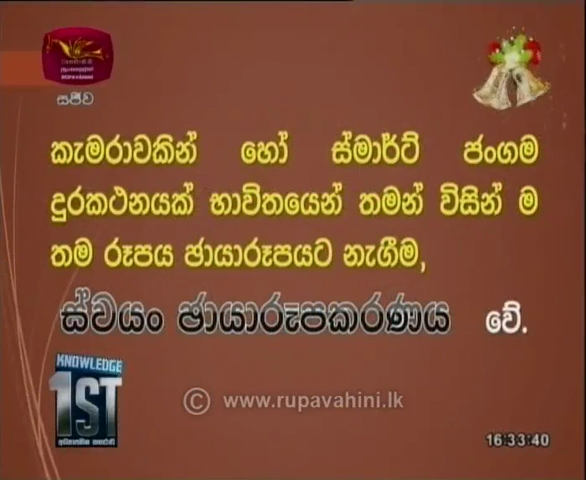 සජීව
කැමරාවකින් හෝ ස්මාර්ට් ජංගම
දුරකථනයක් භාවිතයෙන් තමන් විසින් ම
තම රූපය ඡායාරූපයට නැගීම,
ස්වයං ඡායාරූපකරණය වේ.
KNOWLEDGE
1ST
© www.rupavahini.lk
16:33:40